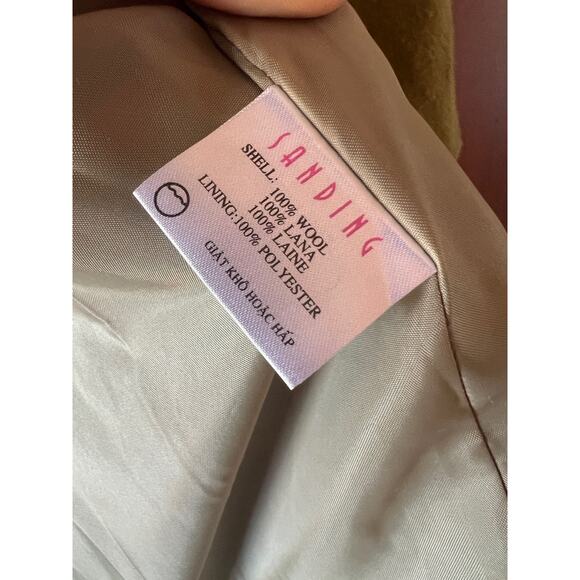 SANDING
SHELL: 100% WOOL
100% LANA
100% LAINE
LINING:100% POLYESTER
GIẶT KHÔ HOẶC HẤP